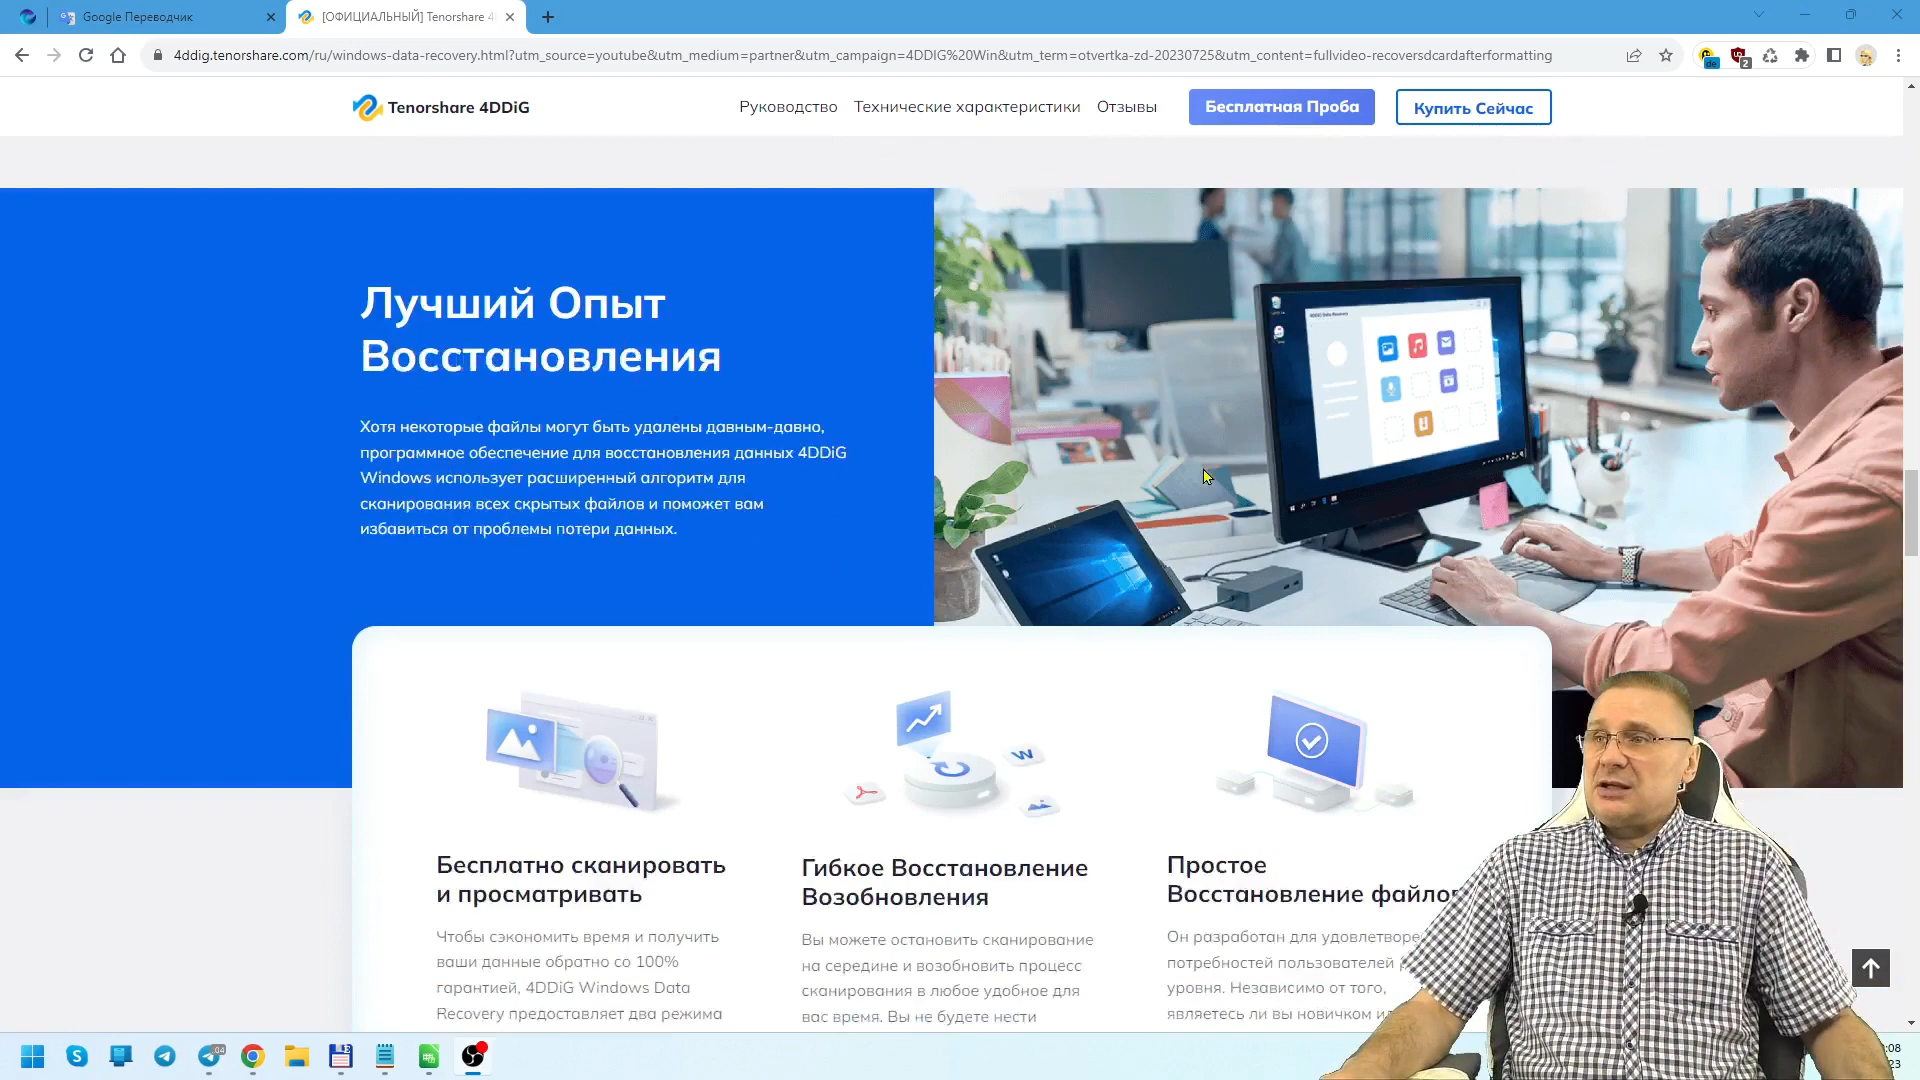 Google Переводчик
[ОФИЦИАЛЬНЫЙ] Tenorshare 4
4ddig.tenorshare.com/ru/windows-data-recovery.html?utm_source=youtube&utm_medium=partner&utm_campaign=4DDIG%20Win&utm_term=otvertka-zd-20230725&utm_content=fullvideo-recoversdcardafterformatting
Tenorshare 4DDiG
Руководство
Технические характеристики
Отзывы
Бесплатная Проба
Купить Сейчас
Лучший Опыт
Восстановления
Хотя некоторые файлы могут быть удалены давным-давно,
программное обеспечение для восстановления данных 4DDiG
Windows использует расширенный алгоритм для
сканирования всех скрытых файлов и поможет вам
избавиться от проблемы потери данных.
Бесплатно сканировать
и просматривать
Чтобы сэкономить время и получить
ваши данные обратно со 100%
гарантией, 4DDiG Windows Data
Recovery предоставляет два режима
Гибкое Восстановление
Возобновления
Вы можете остановить сканирование
на середине и возобновить процесс
сканирования в любое удобное для
вас время. Вы не будете нести
Простое
Восстановление файлов
Он разработан для удовлетворе
потребностей пользователей
уровня. Независимо от того,
являетесь ли вы новичком и
:08
23